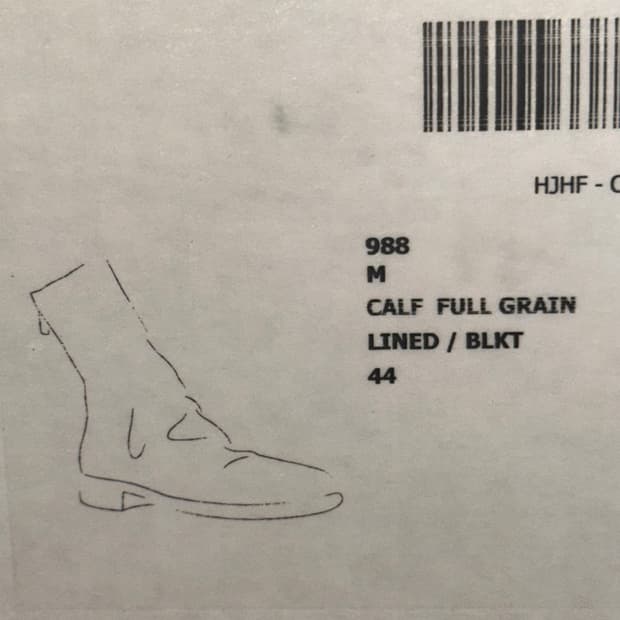 HJHF - C
988
M
CALF FULL GRAIN
LINED / BLKT
44